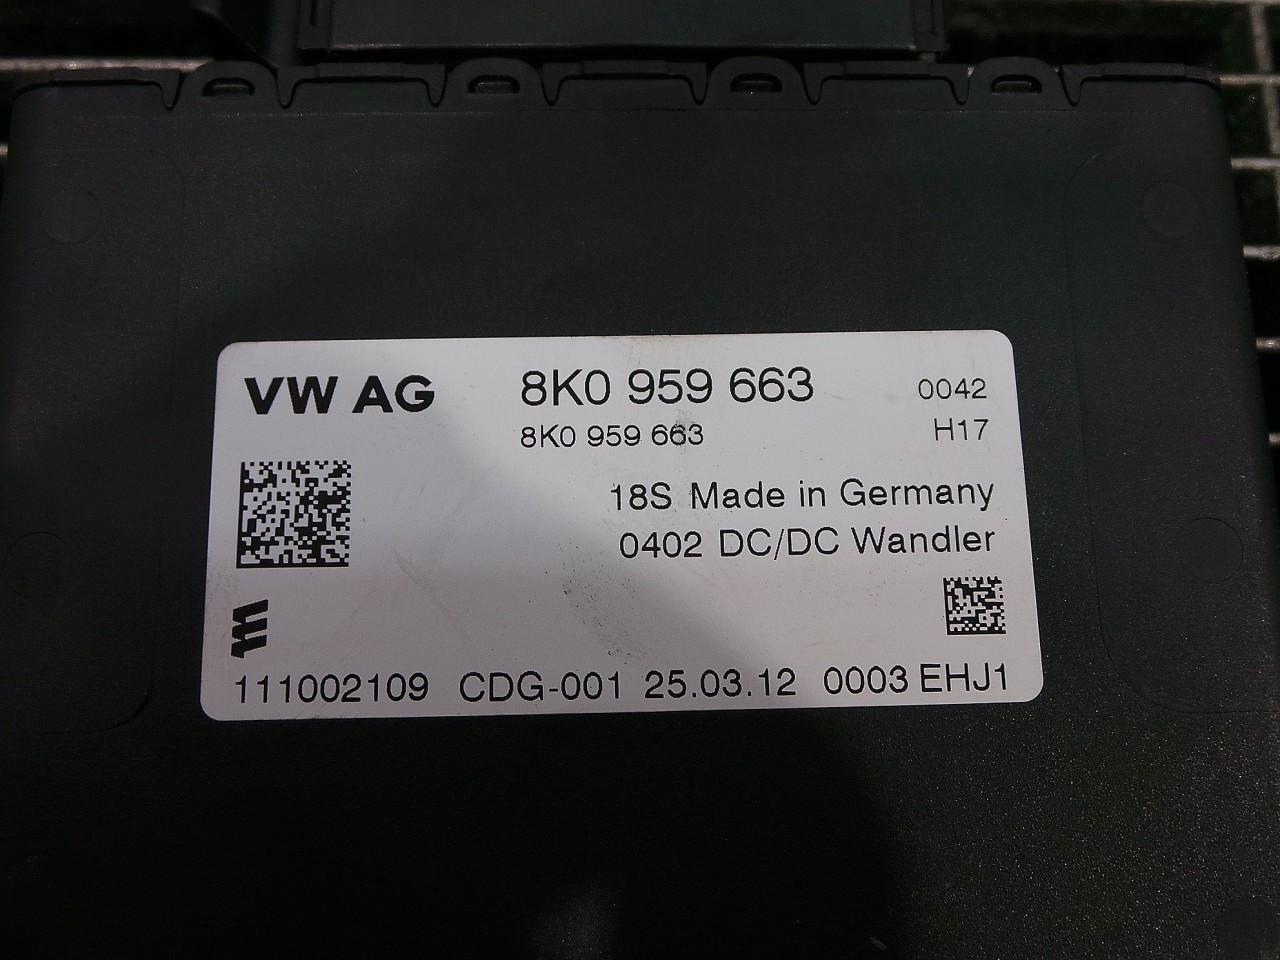 VW AG 8K0 959 663 0042
8K0 959 663 H17
18S Made in Germany
0402 DC/DC Wandler
111002109 CDG-001 25.03.12 0003 EHJ1